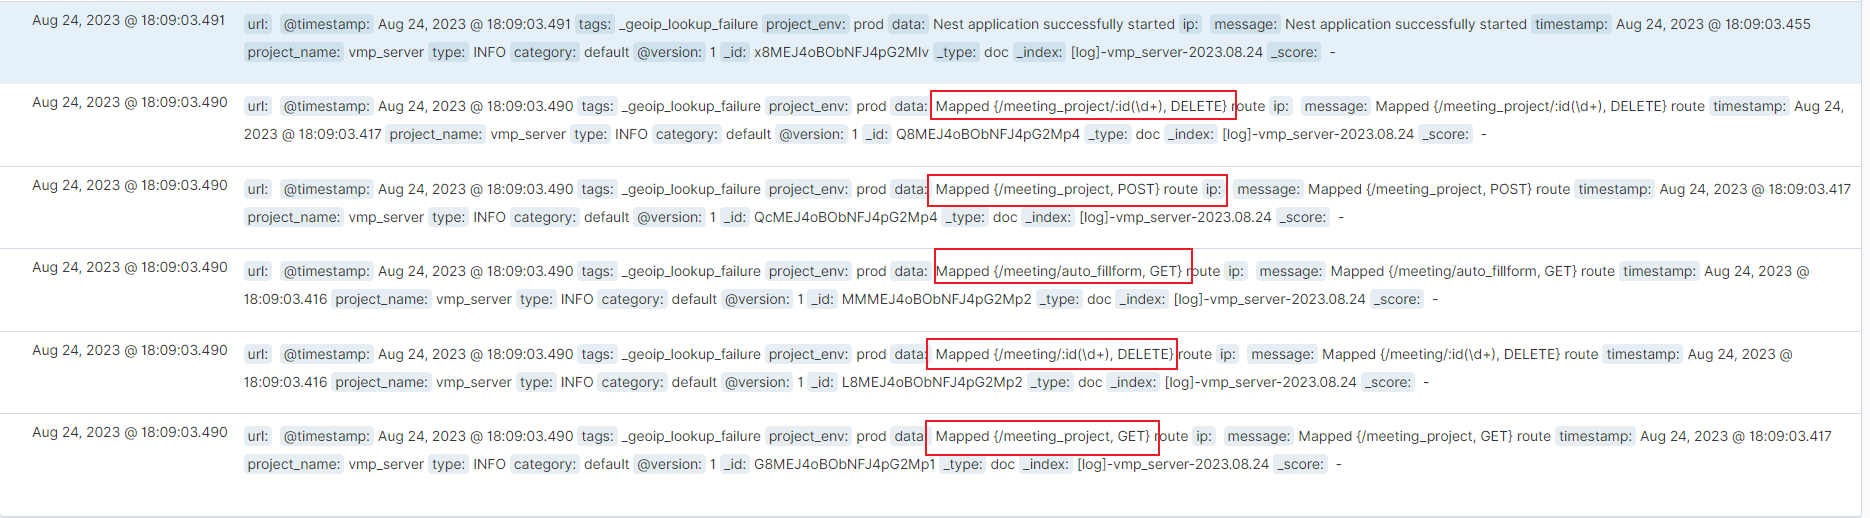 Aug 24, 2023 @ 18:09:03.491 url: @timestamp: Aug 24, 2023 @ 18:09:03.491 tags: _geoip_lookup_failure project_env: prod data: Nest application successfully started ip: message: Nest application successfully started timestamp: Aug 24, 2023 @ 18:09:03.455
project_name: vmp_server type: INFO category: default @version: 1 _id: x8MEJ4oBObNFJ4pG2MIv _type: doc _index: [log]-vmp_server-2023.08.24 _score: -
Aug 24, 2023 @ 18:09:03.490 url: @timestamp: Aug 24, 2023 @ 18:09:03.490 tags: _geoip_lookup_failure project_env: prod data: Mapped {/meeting_project/:id(\d+), DELETE} route ip: message: Mapped {/meeting_project/:id(\d+), DELETE} route timestamp: Aug 24,
2023 @ 18:09:03.417 project_name: vmp_server type: INFO category: default @version: 1 _id: Q8MEJ4oBObNFJ4pG2Mp4 _type: doc _index: [log]-vmp_server-2023.08.24 _score: -
Aug 24, 2023 @ 18:09:03.490 url: @timestamp: Aug 24, 2023 @ 18:09:03.490 tags: _geoip_lookup_failure project_env: prod data: Mapped {/meeting_project, POST} route ip: message: Mapped {/meeting_project, POST} route timestamp: Aug 24, 2023 @ 18:09:03.417
project_name: vmp_server type: INFO category: default @version: 1 _id: QcMEJ4oBObNFJ4pG2Mp4 _type: doc _index: [log]-vmp_server-2023.08.24 _score: -
Aug 24, 2023 @ 18:09:03.490 url: @timestamp: Aug 24, 2023 @ 18:09:03.490 tags: _geoip_lookup_failure project_env: prod data: Mapped {/meeting/auto_fillform, GET} route ip: message: Mapped {/meeting/auto_fillform, GET} route timestamp: Aug 24, 2023 @
18:09:03.416 project_name: vmp_server type: INFO category: default @version: 1 _id: MMMEJ4oBObNFJ4pG2Mp2 _type: doc _index: [log]-vmp_server-2023.08.24 _score: -
Aug 24, 2023 @ 18:09:03.490 url: @timestamp: Aug 24, 2023 @ 18:09:03.490 tags: _geoip_lookup_failure project_env: prod data: Mapped {/meeting/:id(\d+), DELETE} route ip: message: Mapped {/meeting/:id(\d+), DELETE} route timestamp: Aug 24, 2023 @
18:09:03.416 project_name: vmp_server type: INFO category: default @version: 1 _id: L8MEJ4oBObNFJ4pG2Mp2 _type: doc _index: [log]-vmp_server-2023.08.24 _score: -
Aug 24, 2023 @ 18:09:03.490 url: @timestamp: Aug 24, 2023 @ 18:09:03.490 tags: _geoip_lookup_failure project_env: prod data: Mapped {/meeting_project, GET} route ip: message: Mapped {/meeting_project, GET} route timestamp: Aug 24, 2023 @ 18:09:03.417
project_name: vmp_server type: INFO category: default @version: 1 _id: G8MEJ4oBObNFJ4pG2Mp1 _type: doc _index: [log]-vmp_server-2023.08.24 _score: -